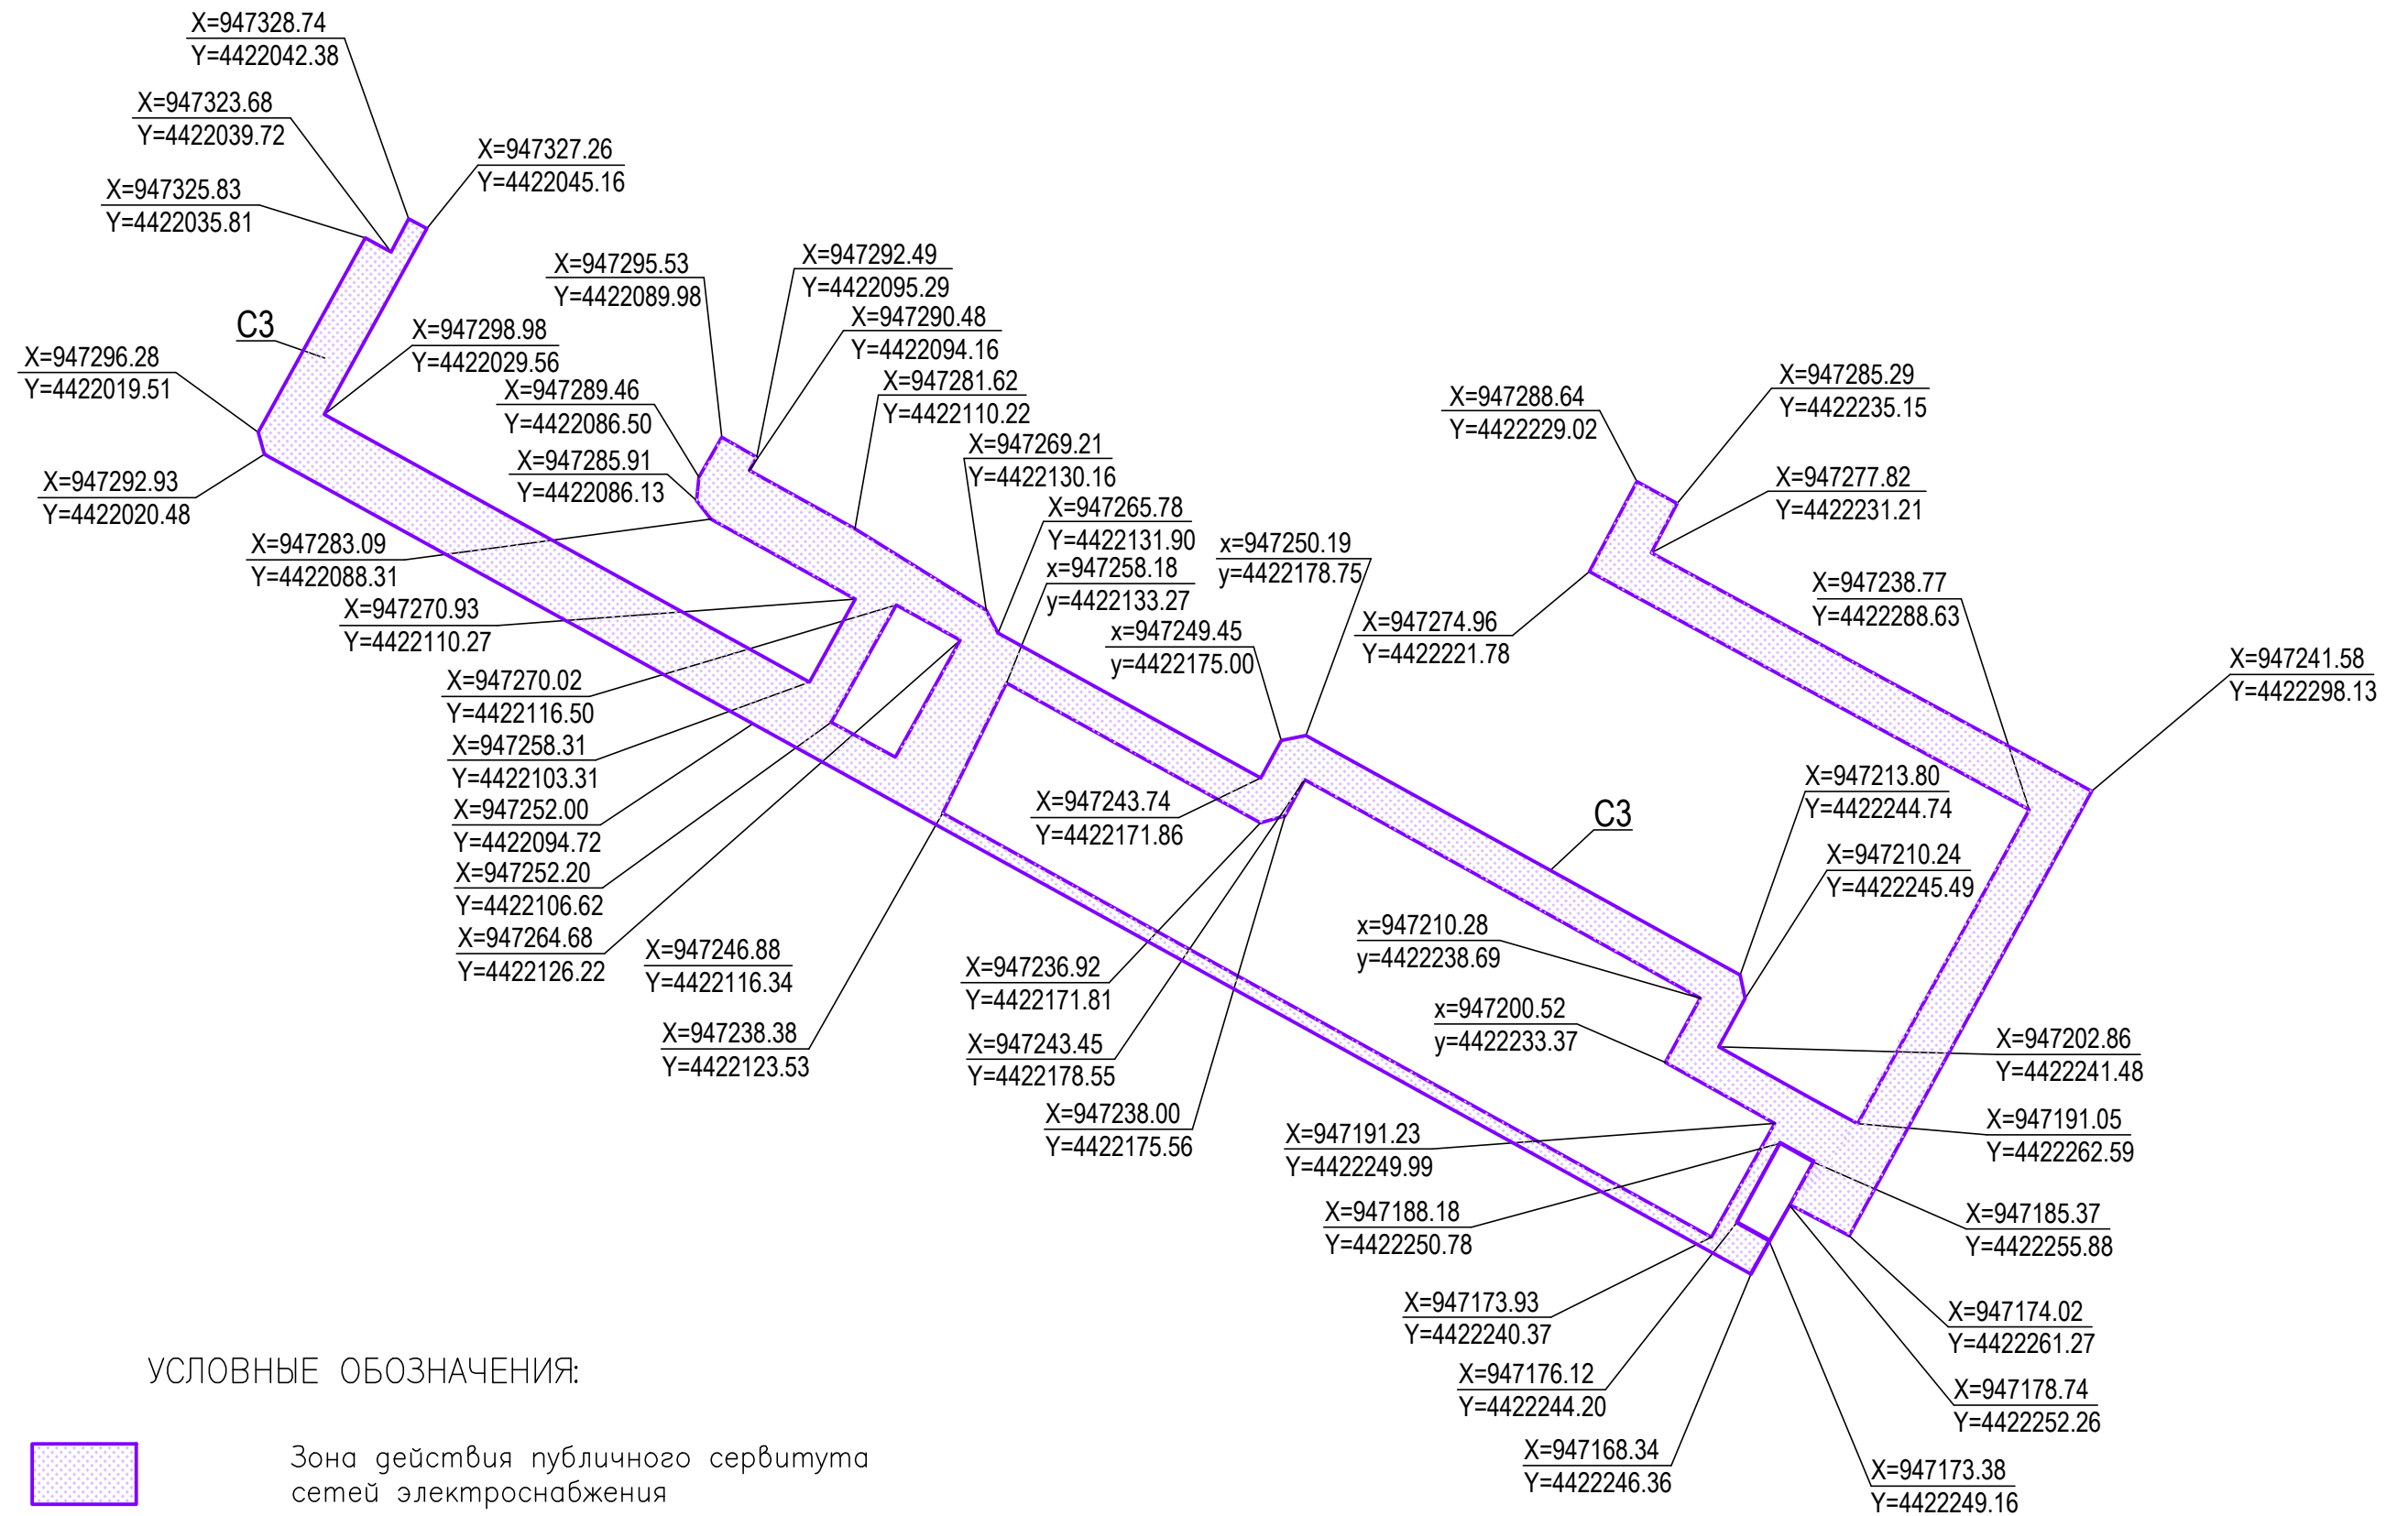 X=947328.74
Y=4422042.38
X=947323.68
Y=4422039.72
X=947327.26
Y=4422045.16
X=947325.83
Y=4422035.81
X=947292.49
Y=4422095.29
X=947295.53
Y=4422089.98
X=947290.48
Y=4422094.16
С3
X=947298.98
Y=4422029.56
X=947296.28
Y=4422019.51
X=947281.62
Y=4422110.22
X=947289.46
Y=4422086.50
X=947285.29
Y=4422235.15
X=947288.64
Y=4422229.02
X=947269.21
Y=4422130.16
X=947285.91
Y=4422086.13
X=947292.93
Y=4422020.48
X=947277.82
Y=4422231.21
X=947265.78
Y=4422131.90
X=947283.09
Y=4422088.31
x=947250.19
y=4422178.75
x=947258.18
y=4422133.27
X=947238.77
Y=4422288.63
X=947270.93
Y=4422110.27
x=947249.45
y=4422175.00
X=947274.96
Y=4422221.78
X=947241.58
Y=4422298.13
X=947270.02
Y=4422116.50
X=947258.31
Y=4422103.31
X=947252.00
Y=4422094.72
X=947243.74
Y=4422171.86
С3
X=947213.80
Y=4422244.74
X=947252.20
Y=4422106.62
X=947210.24
Y=4422245.49
X=947264.68
Y=4422126.22
X=947246.88
Y=4422116.34
x=947210.28
y=4422238.69
X=947236.92
Y=4422171.81
X=947238.38
Y=4422123.53
x=947200.52
y=4422233.37
X=947243.45
Y=4422178.55
X=947202.86
Y=4422241.48
X=947238.00
Y=4422175.56
X=947191.23
Y=4422249.99
X=947191.05
Y=4422262.59
X=947188.18
Y=4422250.78
X=947185.37
Y=4422255.88
X=947173.93
Y=4422240.37
X=947174.02
Y=4422261.27
X=947176.12
Y=4422244.20
X=947178.74
Y=4422252.26
X=947168.34
Y=4422246.36
X=947173.38
Y=4422249.16
УСЛОВНЫЕ ОБОЗНАЧЕНИЯ:
Зона действия публичного сервитута
сетей электроснабжения